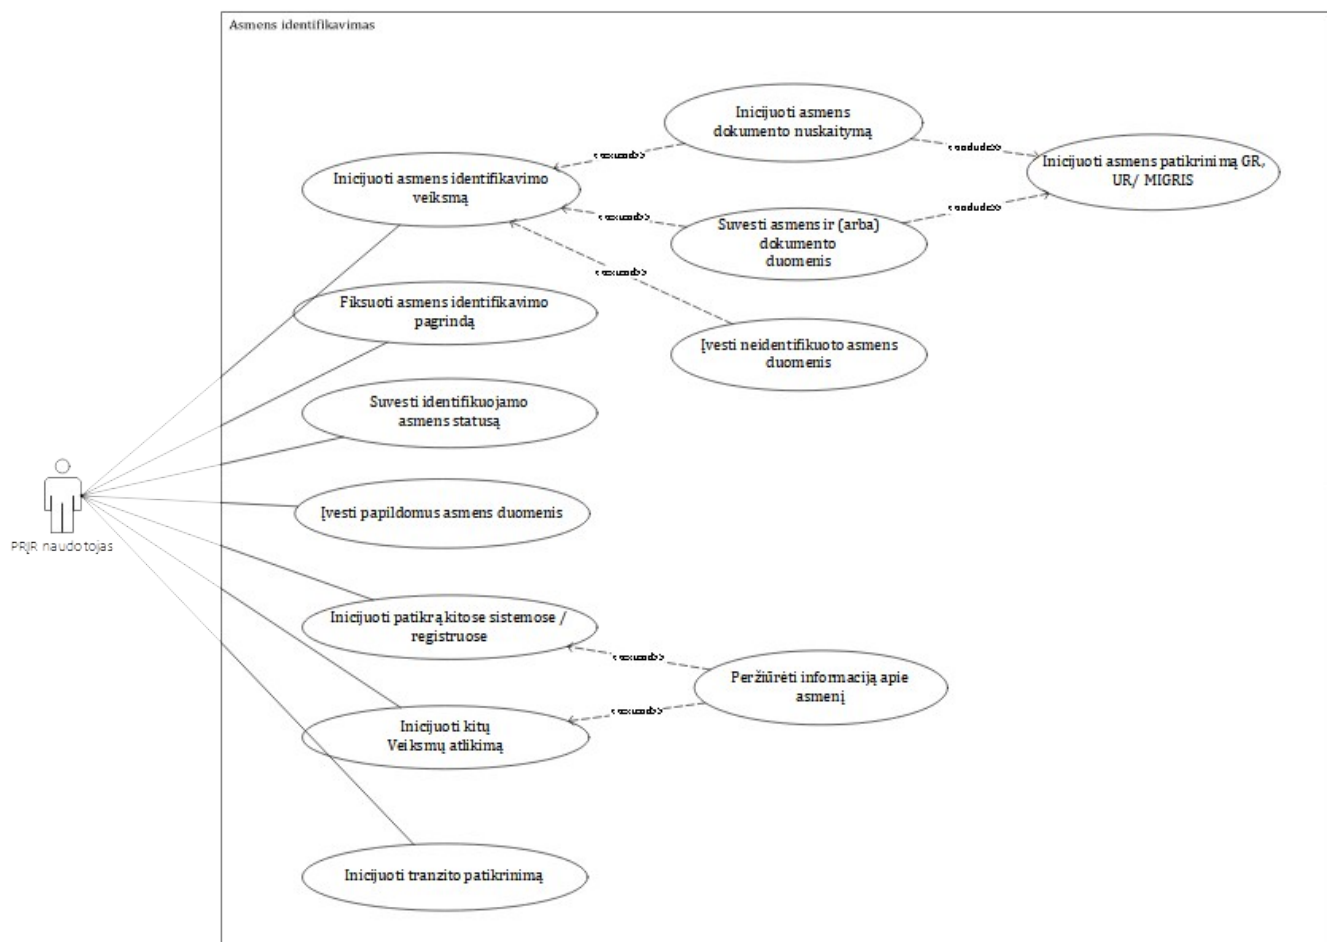 Asmens identifikavimas
Inicijuoti asmens
dokumento nuskaitymą
Inicijuoti asmens patikrinimą GR,
UR/ MIGRIS
Inicijuoti asmens identifikavimo
veiksmą
Suvesti asmens ir (arba)
dokumento
duomenis
Fiksuoti asmens identifikavimo
pagrindą
Įvesti neidentifikuoto asmens
duomenis
Suvesti identifikuojamo
asmens statusą
Įvesti papildomus asmens duomenis
PRĮR naudotojas
Inicijuoti patikrą kitose sistemose /
registruose
Peržiūrėti informaciją apie
asmenį
Inicijuoti kitų
Veiksmų atlikimą
Inicijuoti tranzito patikrinimą